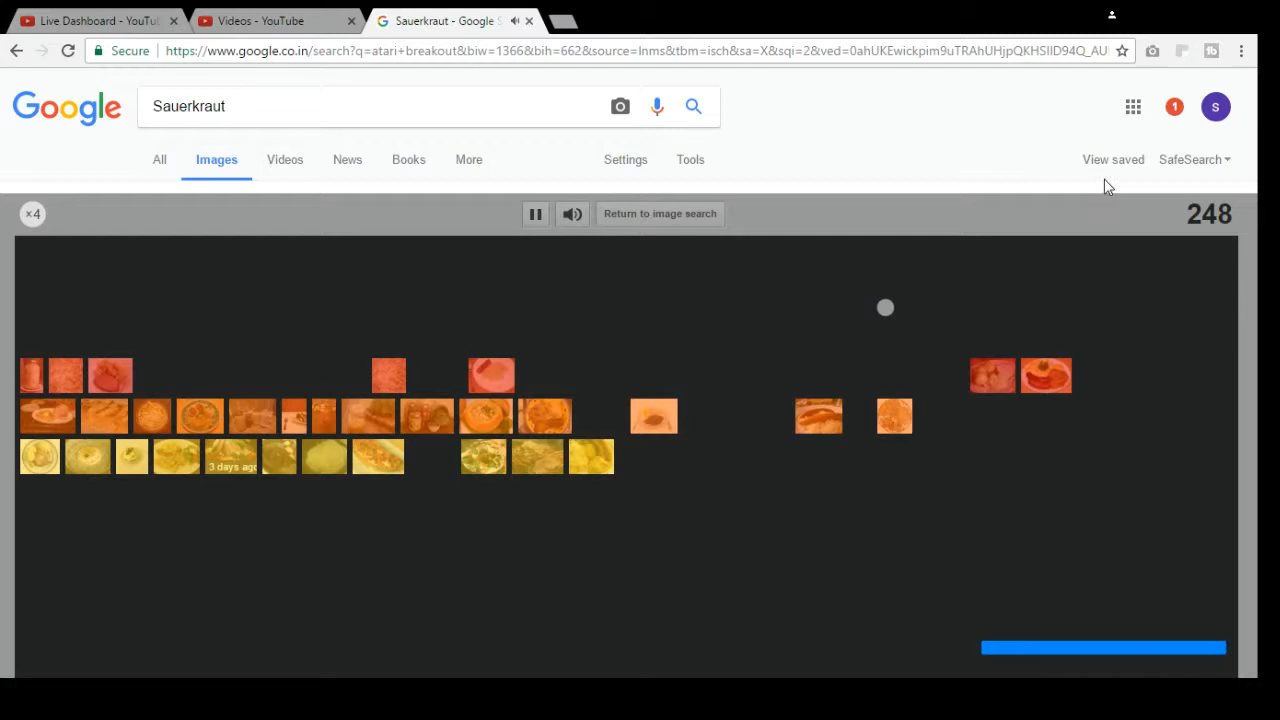 Live Dashboard - YouTu
Videos - YouTube
Sauerkraut - Google S
Secure
https://www.google.co.in/search?q=atari+breakout&biw=1366&bih=662&source=lnms&tbm=isch&sa=X&sqi=2&ved=0ahUKEwickpim9uTRAhUHjpQKHSIID94Q_AU
Google
Sauerkraut
1
S
All
Images
Videos
News
Books
More
Settings
Tools
View saved
SafeSearch
×4
Return to image search
248
3 days ago